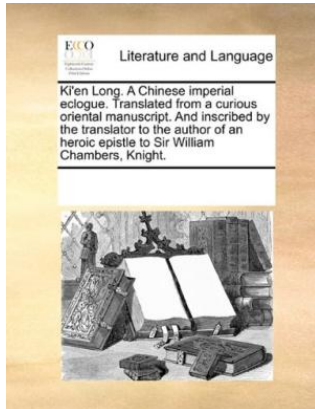 ECCO
Literature and Language
Ki'en Long. A Chinese imperial
eclogue. Translated from a curious
oriental manuscript. And inscribed by
the translator to the author of an
heroic epistle to Sir William
Chambers, Knight.